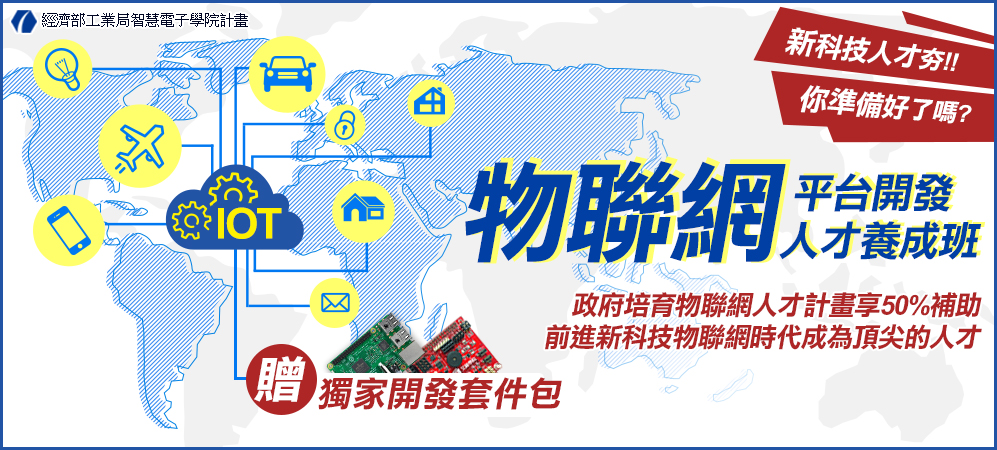 經濟部工業局智慧電子學院計畫
新科技人才夯!!
你準備好了嗎?
IOT
物聯網
平台開發
人才養成班
政府培育物聯網人才計畫享50%補助
前進新科技物聯網時代成為頂尖的人才
贈
獨家開發套件包